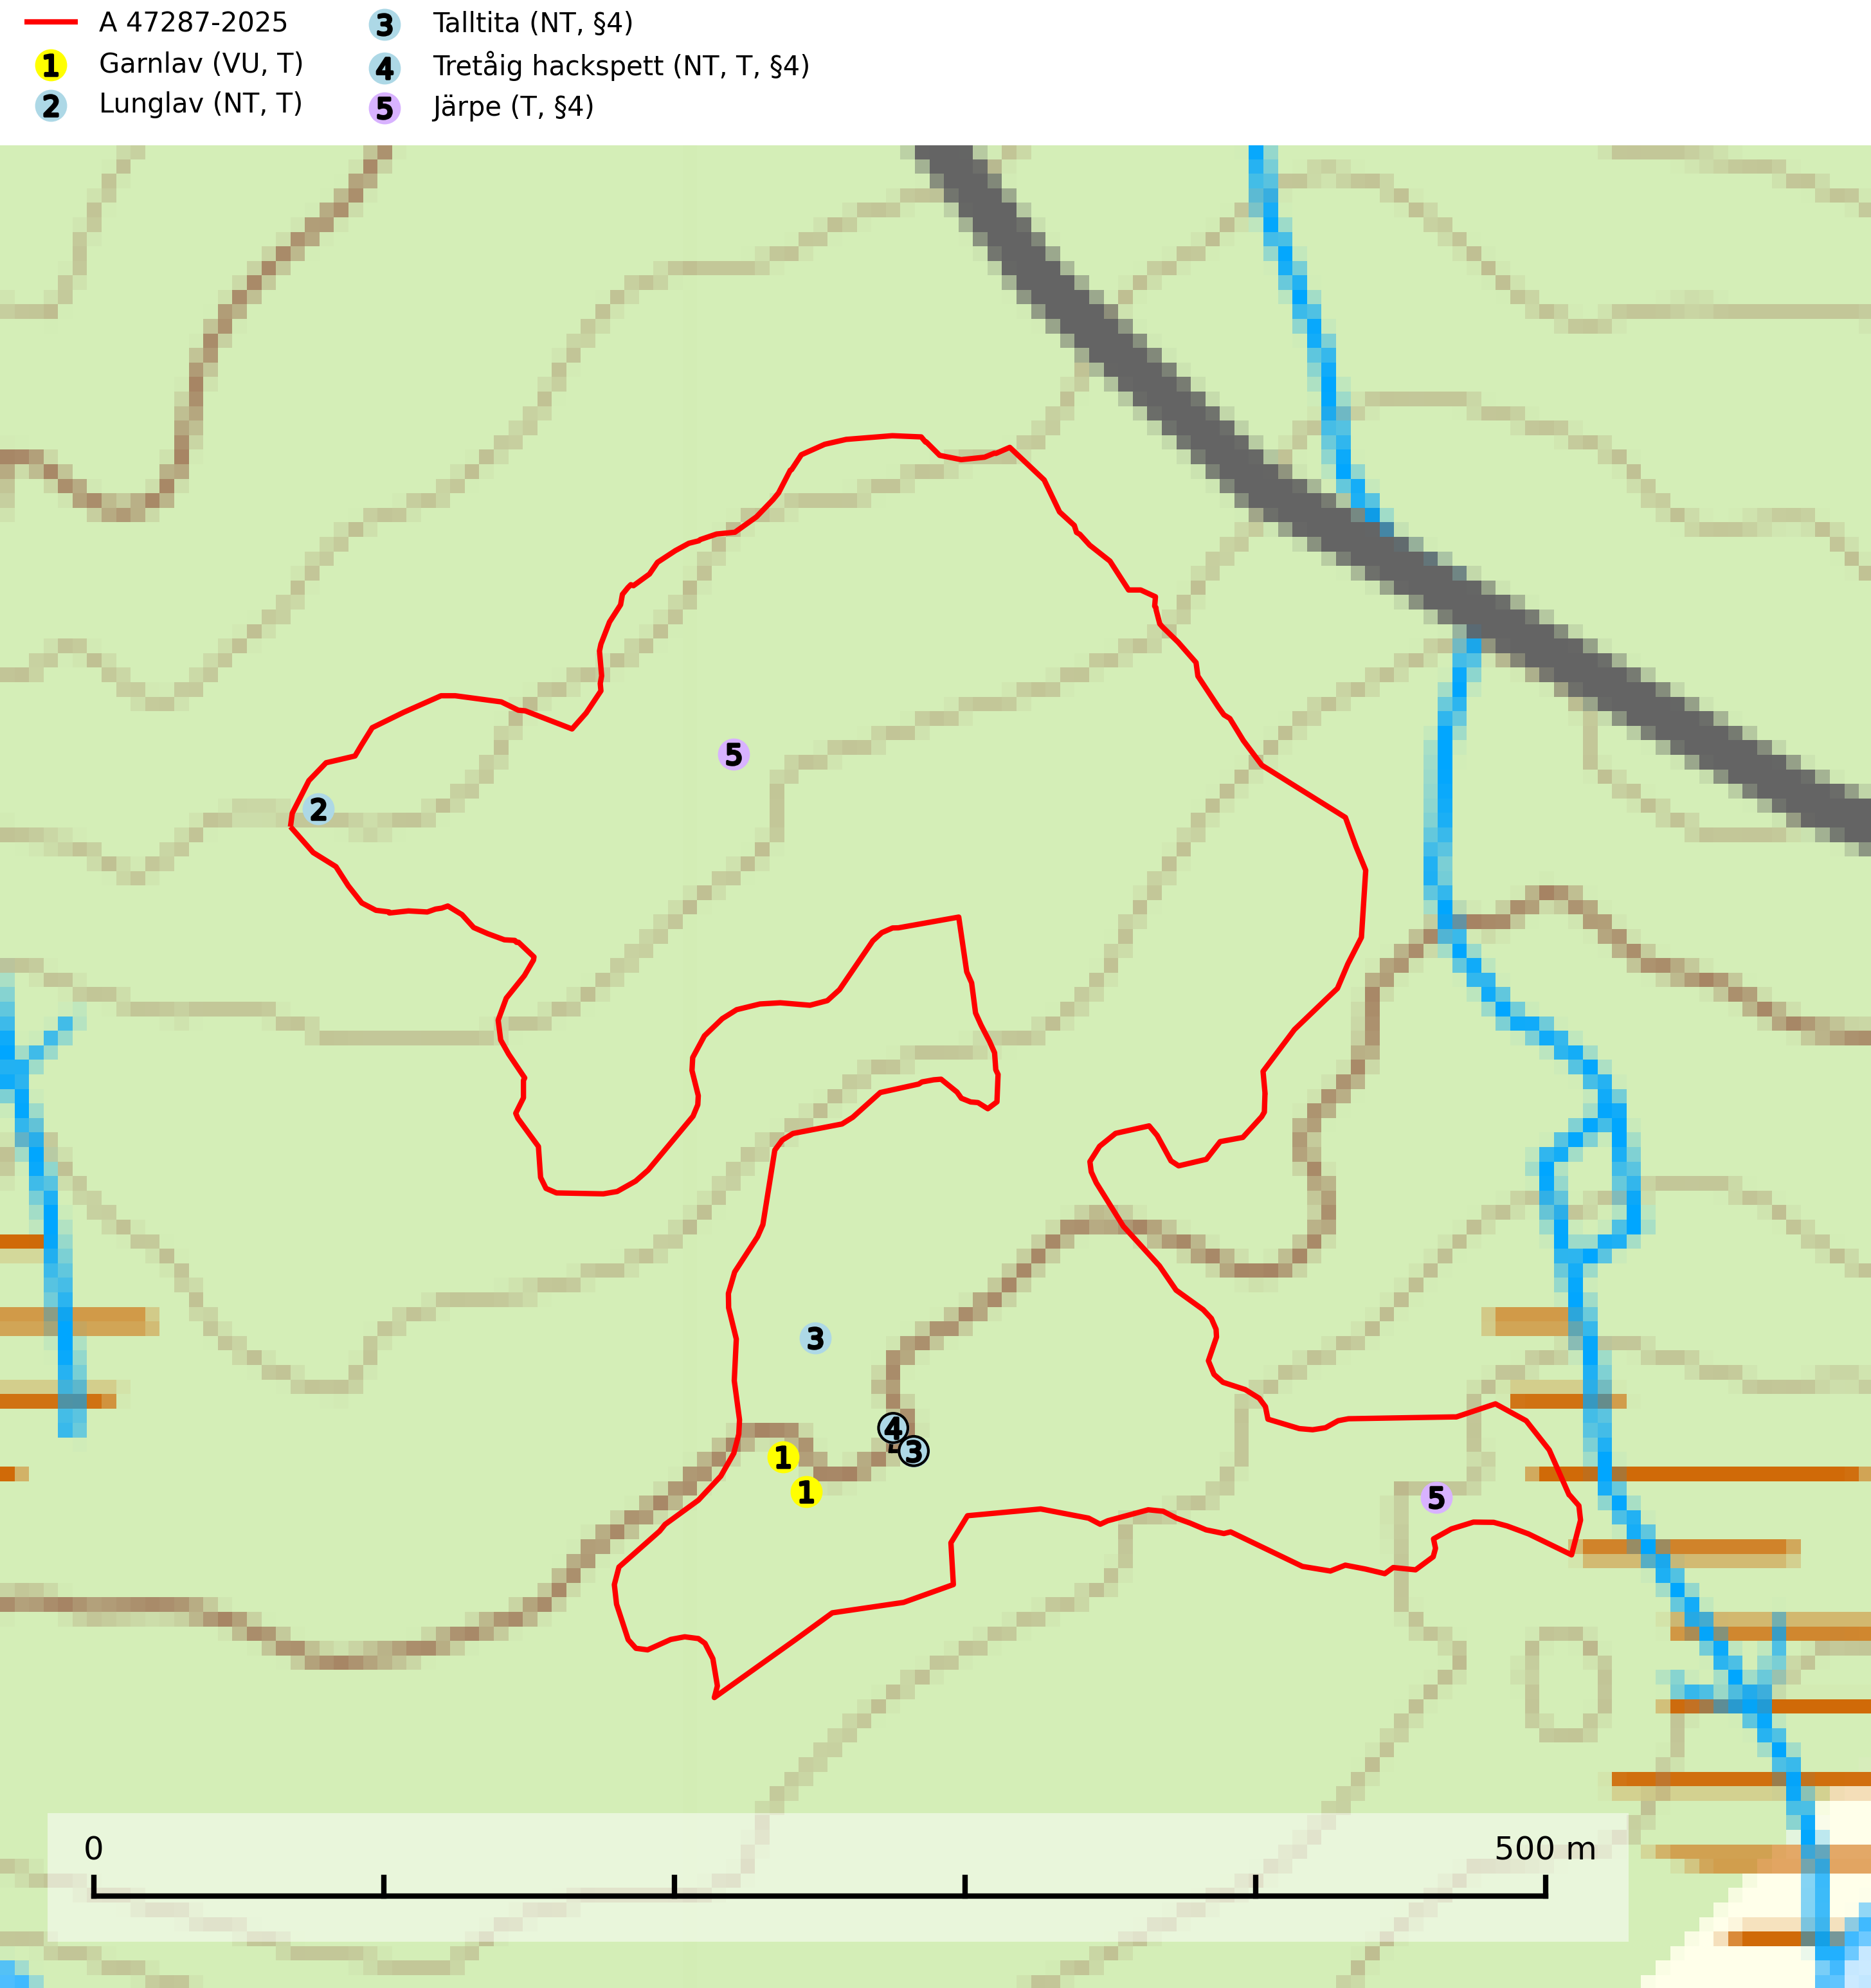 A 47287-2025
1 Garnlav (VU, T)
2 Lunglav (NT, T)
3 Talltita (NT, §4)
4 Tretåig hackspett (NT, T, §4)
5 Järpe (T, §4)
5
2
3
4
3
1
1
5
0 500 m